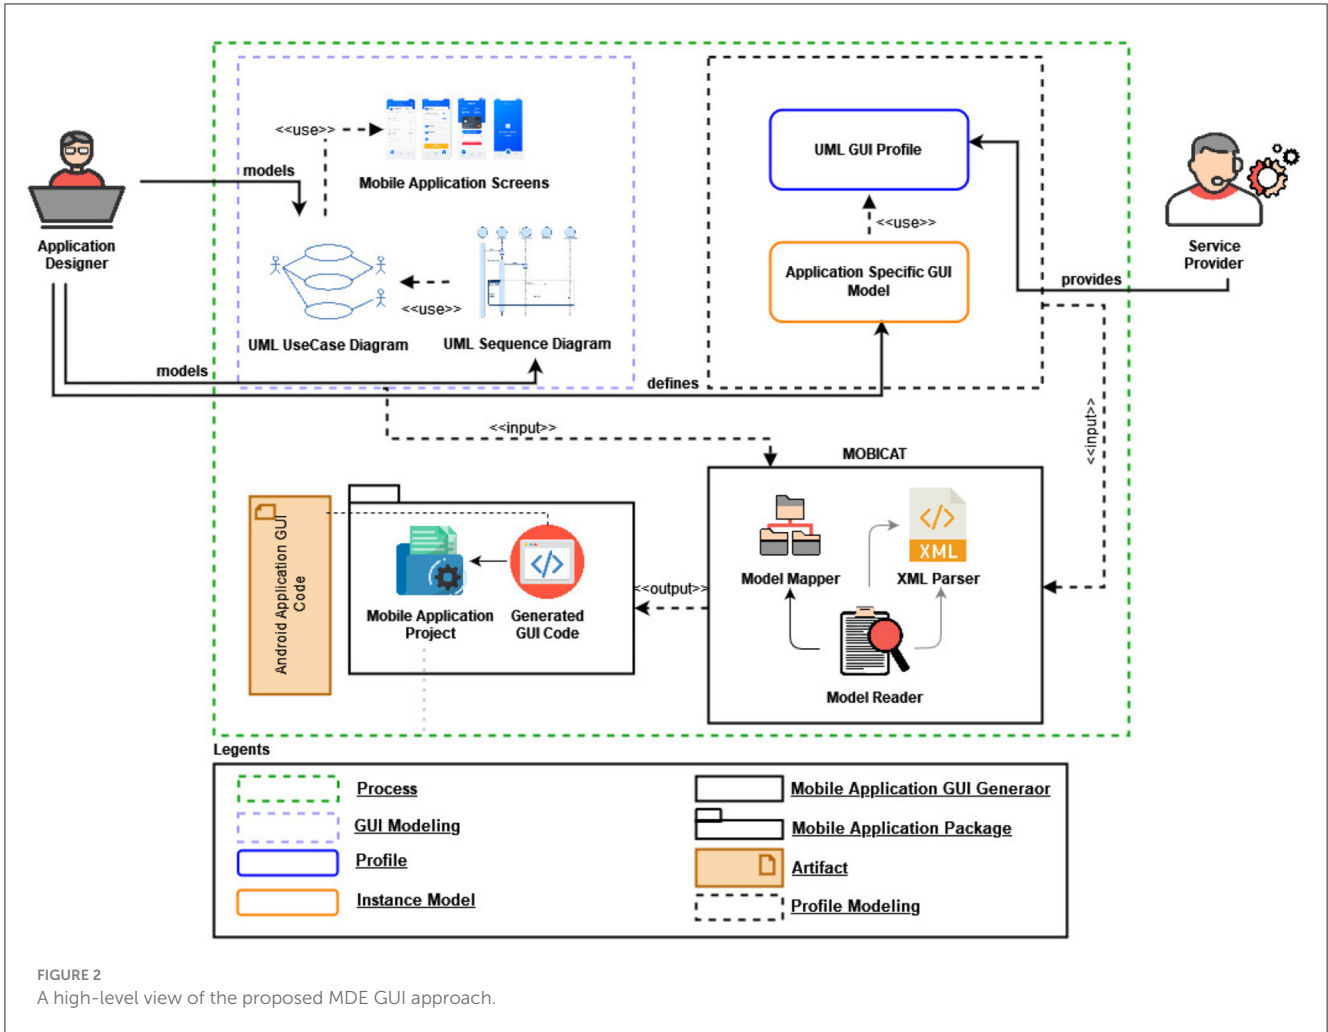 <<use>>
Mobile Application Screens
models
Application
Designer
UML UseCase Diagram
<<use>>
UML Sequence Diagram
models
defines
UML GUI Profile
<<use>>
Application Specific GUI
Model
Service
Provider
provides
<<input>>
<<input>>
MOBICAT
Model Mapper
XML
XML Parser
Model Reader
<<output>>
Mobile Application
Project
Generated
GUI Code
Android Application GUI
Code
Legents
Process
GUI Modeling
Profile
Instance Model
Mobile Application GUI Generaor
Mobile Application Package
Artifact
Profile Modeling
FIGURE 2
A high-level view of the proposed MDE GUI approach.